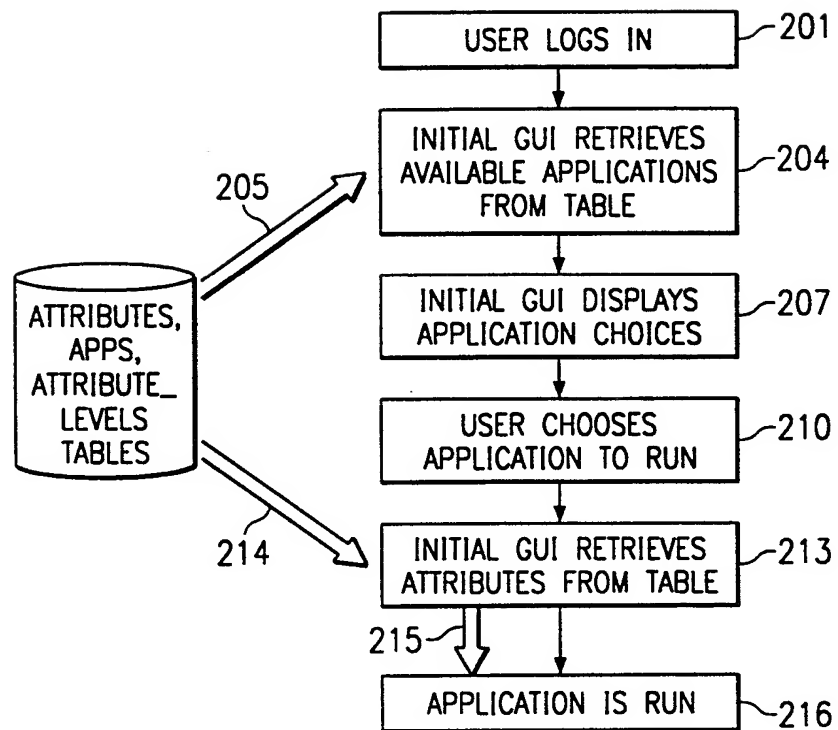 USER LOGS IN
201
INITIAL GUI RETRIEVES
AVAILABLE APPLICATIONS
FROM TABLE
204
205
INITIAL GUI DISPLAYS
APPLICATION CHOICES
207
ATTRIBUTES,
APPS,
ATTRIBUTE_
LEVELS
TABLES
USER CHOOSES
APPLICATION TO RUN
210
214
INITIAL GUI RETRIEVES
ATTRIBUTES FROM TABLE
213
215
APPLICATION IS RUN
216